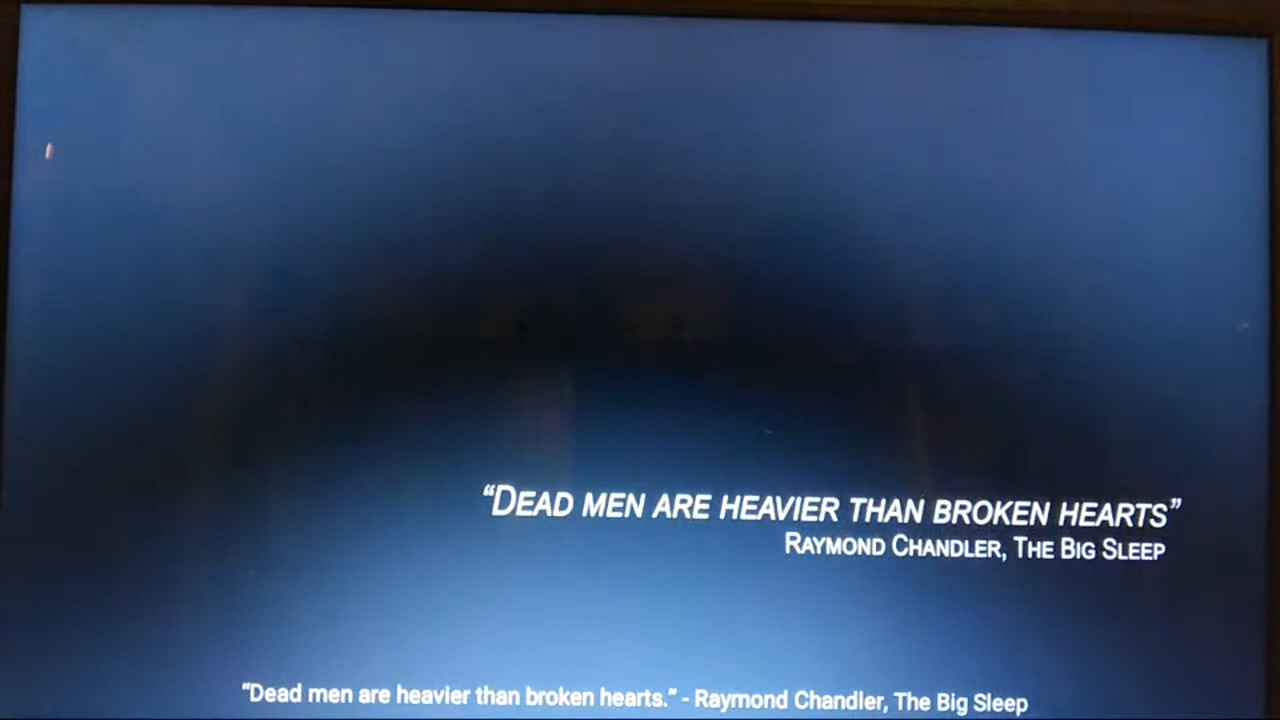 “DEAD MEN ARE HEAVIER THAN BROKEN HEARTS”
RAYMOND CHANDLER, THE BIG SLEEP
“Dead men are heavier than broken hearts.” - Raymond Chandler, The Big Sleep